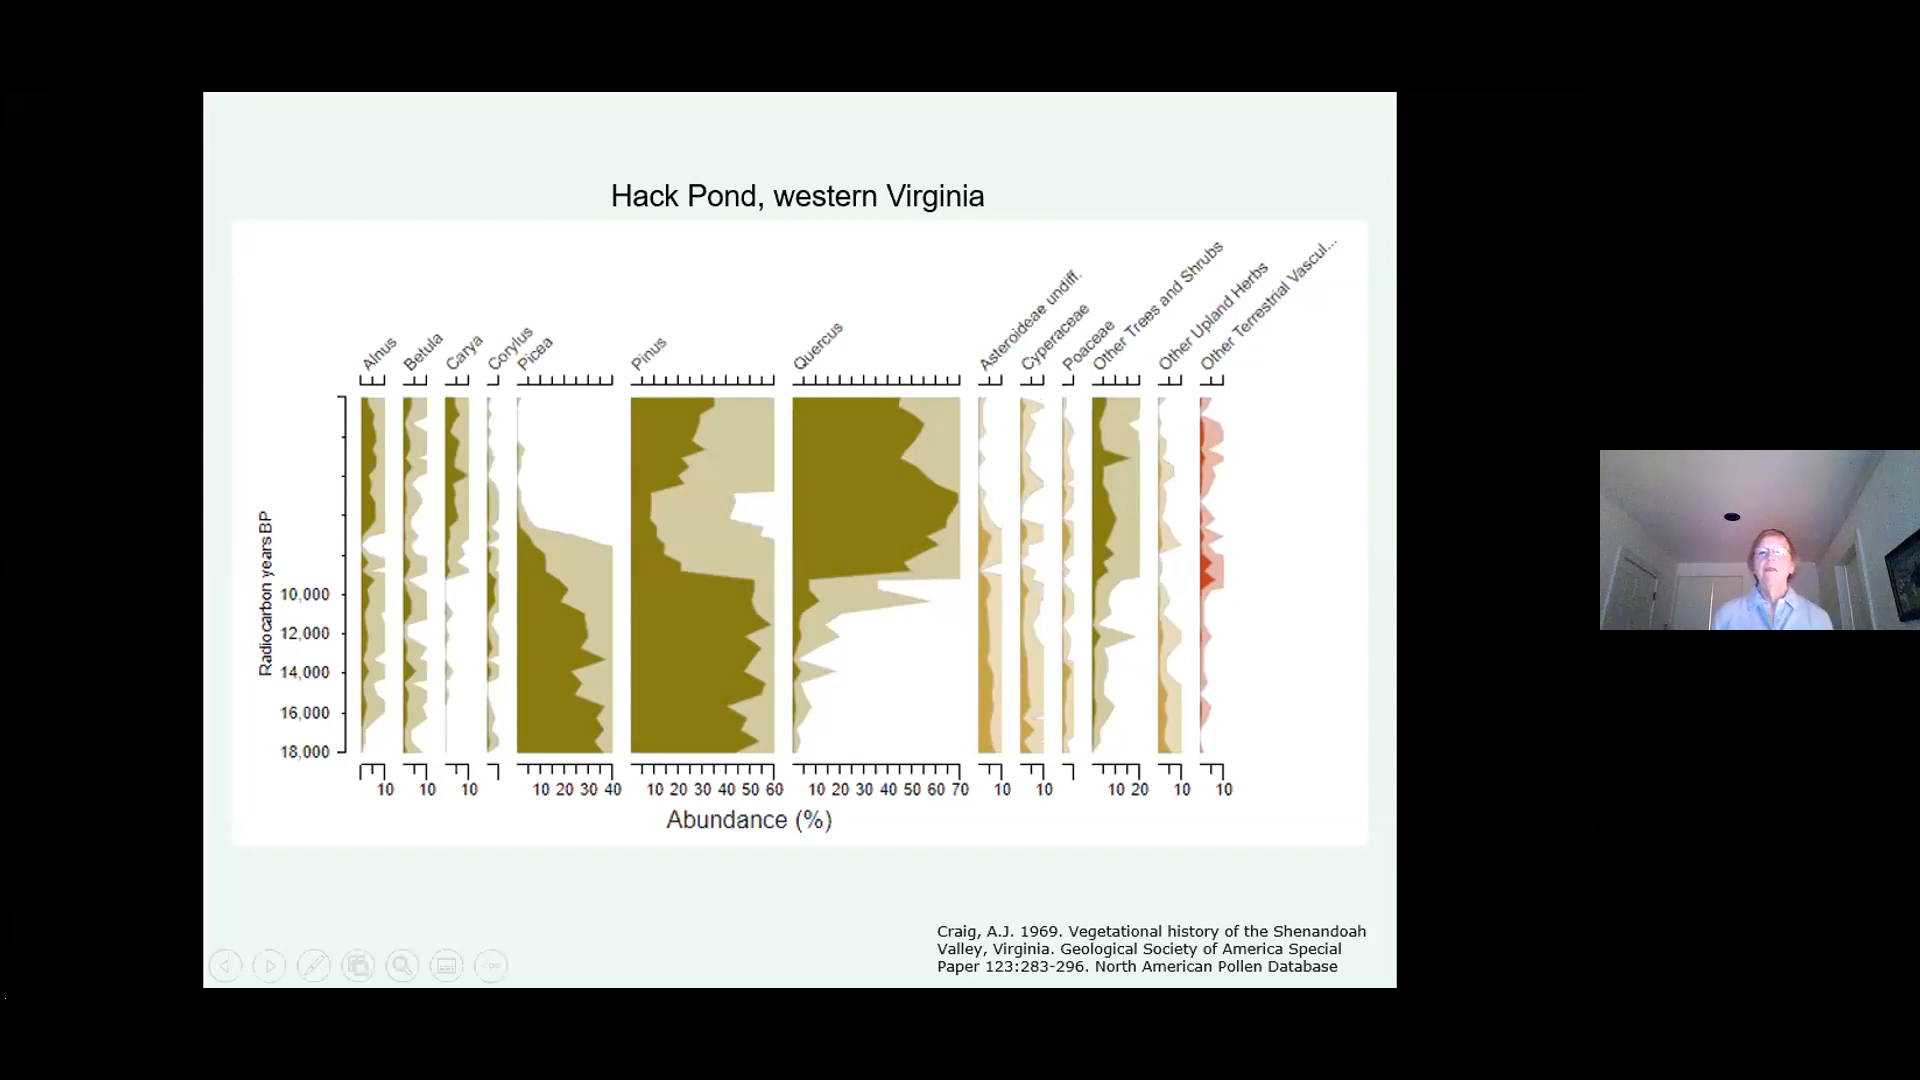 Hack Pond, western Virginia
Alnus
Betula
Carya
Corylus
Picea
Pinus
Quercus
Asteroideae undiff.
Cyperaceae
Poaceae
Other Trees and Shrubs
Other Upland Herbs
Other Terrestrial Vascul...
Radiocarbon years BP
10,000
12,000
14,000
16,000
18,000
10 10 10 10 20 30 40 10 20 30 40 50 60 10 20 30 40 50 60 70 10 10 10 20 10 10
Abundance (%)
Craig, A.J. 1969. Vegetational history of the Shenandoah
Valley, Virginia. Geological Society of America Special
Paper 123:283-296. North American Pollen Database